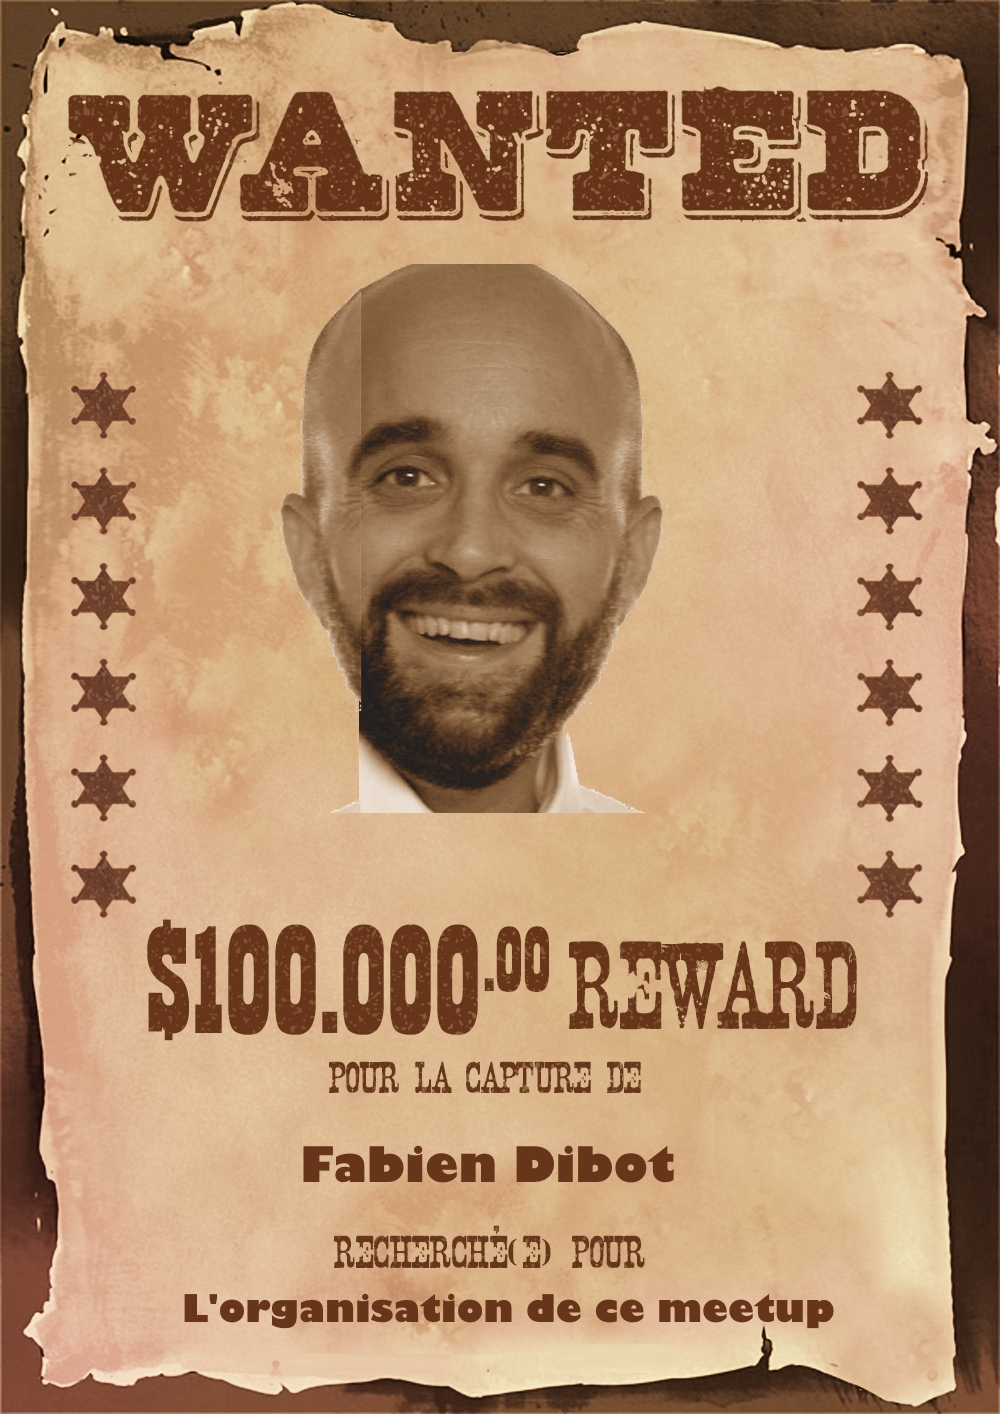 WANTED
$100.000.00 REWARD
POUR LA CAPTURE DE
Fabien Dibot
RECHERCHÉ(E) POUR
L'organisation de ce meetup